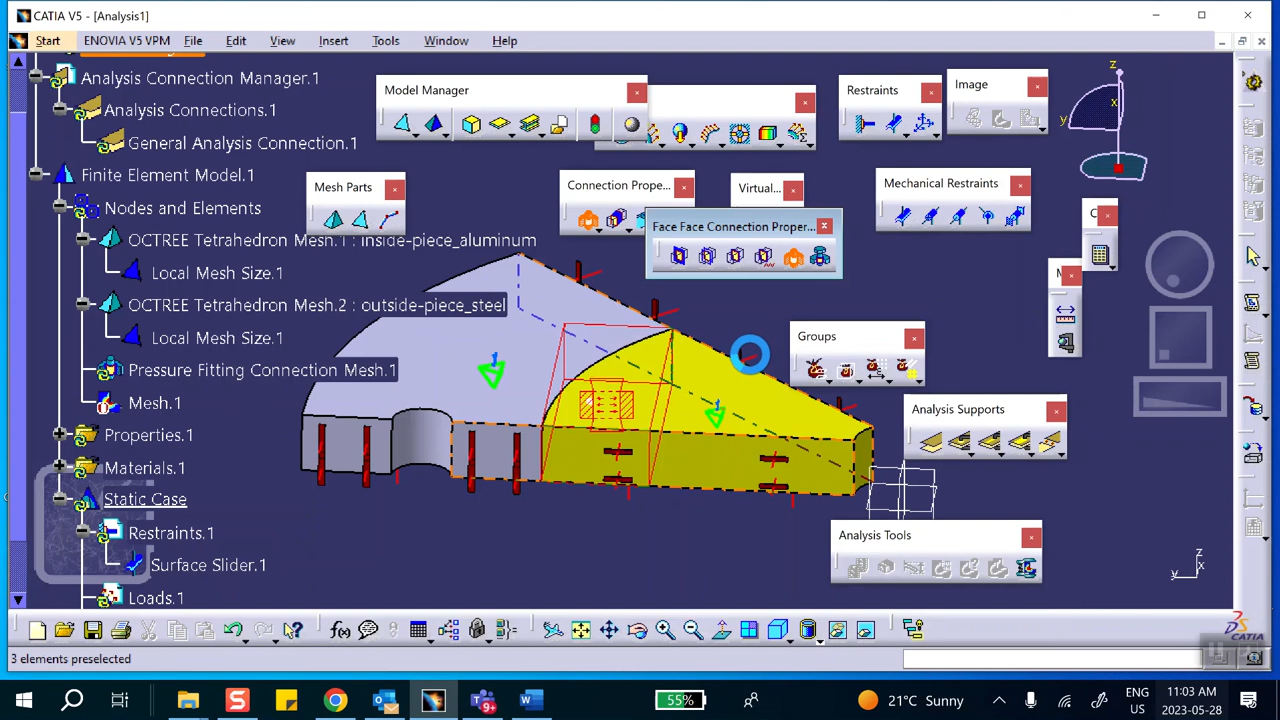 CATIA V5 - [Analysis1]
Start ENOVIA V5 VPM File Edit View Insert Tools Window Help
Analysis Connection Manager.1
Analysis Connections.1
General Analysis Connection.1
Finite Element Model.1
Nodes and Elements
OCTREE Tetrahedron Mesh.1 : inside-piece_aluminum
Local Mesh Size.1
OCTREE Tetrahedron Mesh.2 : outside-piece_steel
Local Mesh Size.1
Pressure Fitting Connection Mesh.1
Mesh.1
Properties.1
Materials.1
Static Case
Restraints.1
Surface Slider.1
Loads.1
Model Manager
Restraints
Image
Mesh Parts
Connection Prope...
Virtual...
Mechanical Restraints
Face Face Connection Proper...
Groups
Analysis Supports
Analysis Tools
z
x
y
z
x
y
f(x)
CATIA
3 elements preselected
55%
21°C Sunny
ENG
US
11:03 AM
2023-05-28